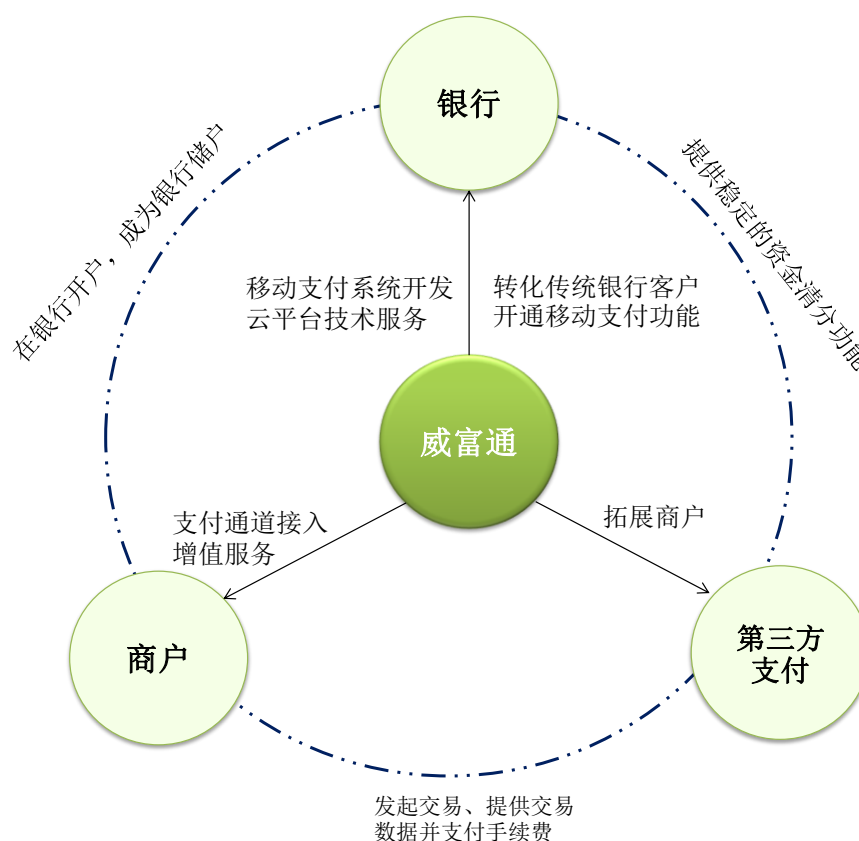 银行
在银行开户，成为银行储户
提供稳定的资金清分功能
移动支付系统开发
云平台技术服务
转化传统银行客户
开通移动支付功能
威富通
支付通道接入
增值服务
拓展商户
商户
第三方
支付
发起交易、提供交易
数据并支付手续费